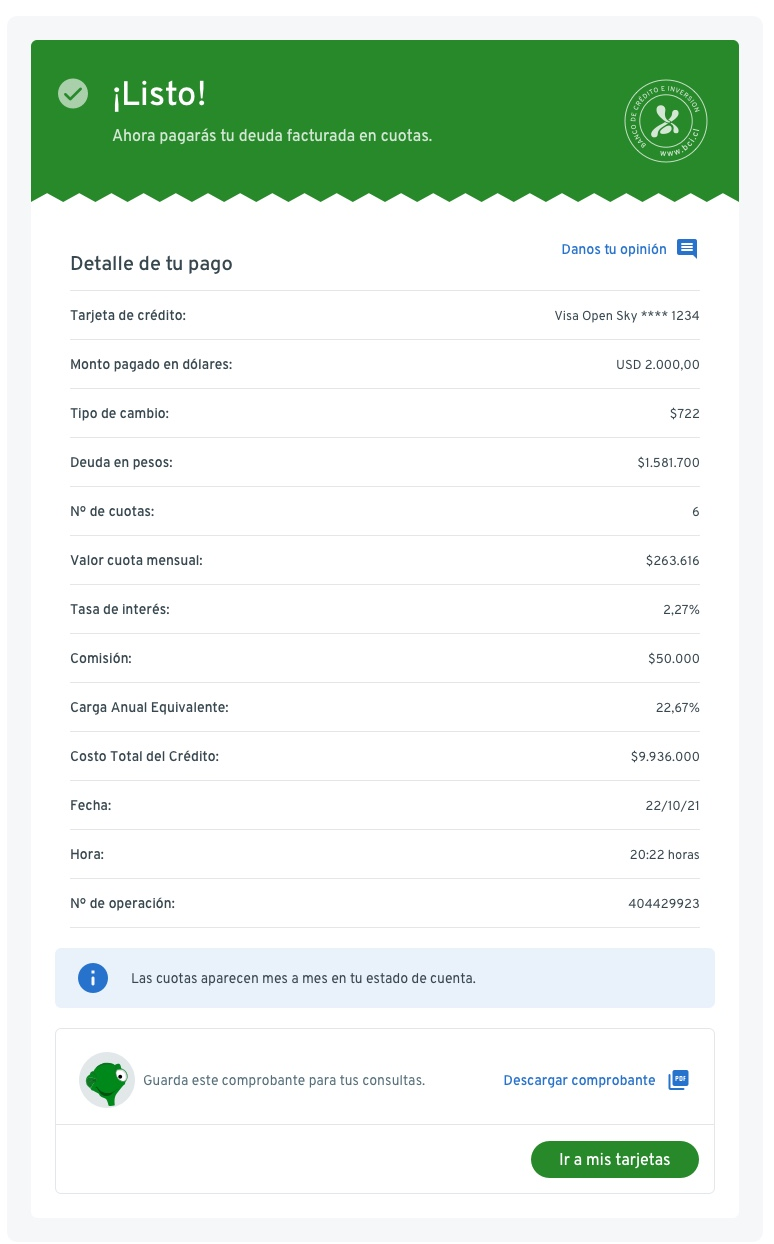 ¡Listo!
Ahora pagarás tu deuda facturada en cuotas.
BANCO DE CRÉDITO E INVERSION
www.bci.cl
Danos tu opinión
Detalle de tu pago
Tarjeta de crédito: Visa Open Sky **** 1234
Monto pagado en dólares: USD 2.000,00
Tipo de cambio: $722
Deuda en pesos: $1.581.700
Nº de cuotas: 6
Valor cuota mensual: $263.616
Tasa de interés: 2,27%
Comisión: $50.000
Carga Anual Equivalente: 22,67%
Costo Total del Crédito: $9.936.000
Fecha: 22/10/21
Hora: 20:22 horas
Nº de operación: 404429923
Las cuotas aparecen mes a mes en tu estado de cuenta.
Guarda este comprobante para tus consultas. Descargar comprobante PDF
Ir a mis tarjetas